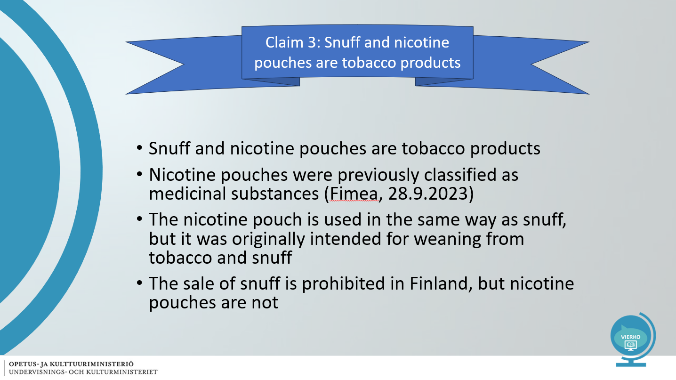 Claim 3: Snuff and nicotine
pouches are tobacco products
• Snuff and nicotine pouches are tobacco products
• Nicotine pouches were previously classified as
medicinal substances (Fimea, 28.9.2023)
• The nicotine pouch is used in the same way as snuff,
but it was originally intended for weaning from
tobacco and snuff
• The sale of snuff is prohibited in Finland, but nicotine
pouches are not
VIERHO
OPETUS- JA KULTTUURIMINISTERIÖ
UNDERVISNINGS- OCH KULTURMINISTERIET